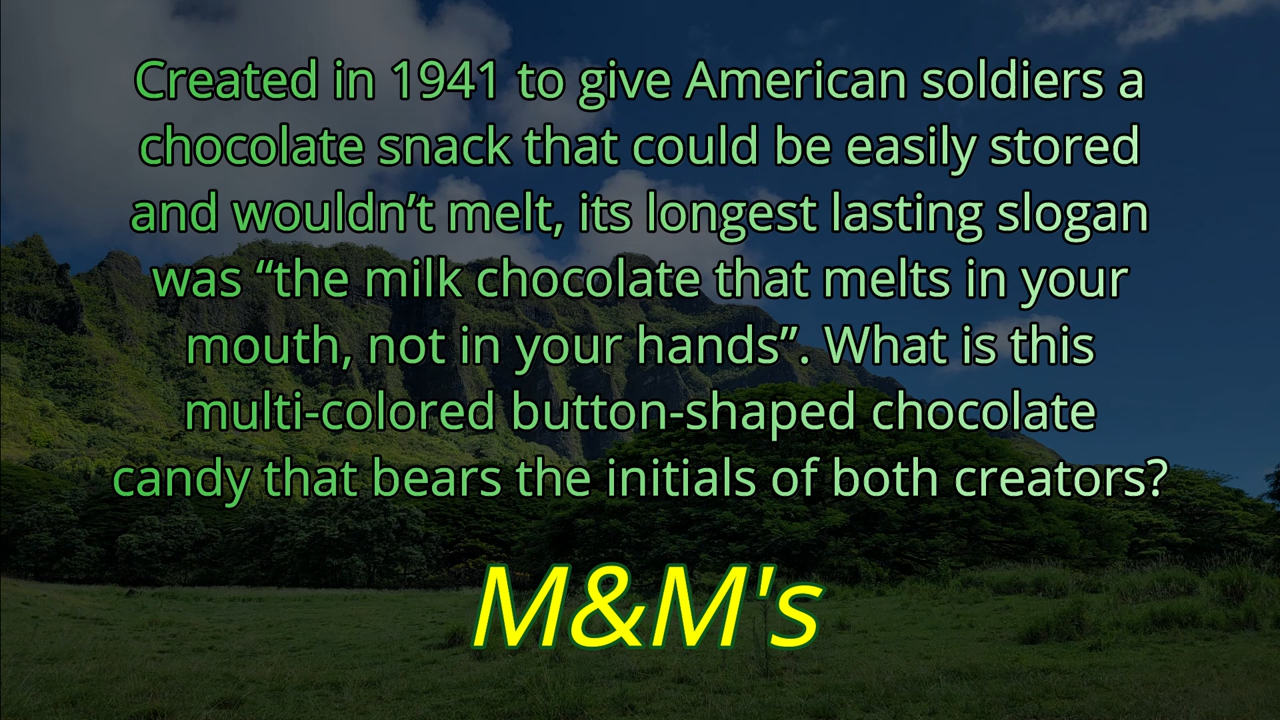 Created in 1941 to give American soldiers a
chocolate snack that could be easily stored
and wouldn’t melt, its longest lasting slogan
was “the milk chocolate that melts in your
mouth, not in your hands”. What is this
multi-colored button-shaped chocolate
candy that bears the initials of both creators?
M&M's